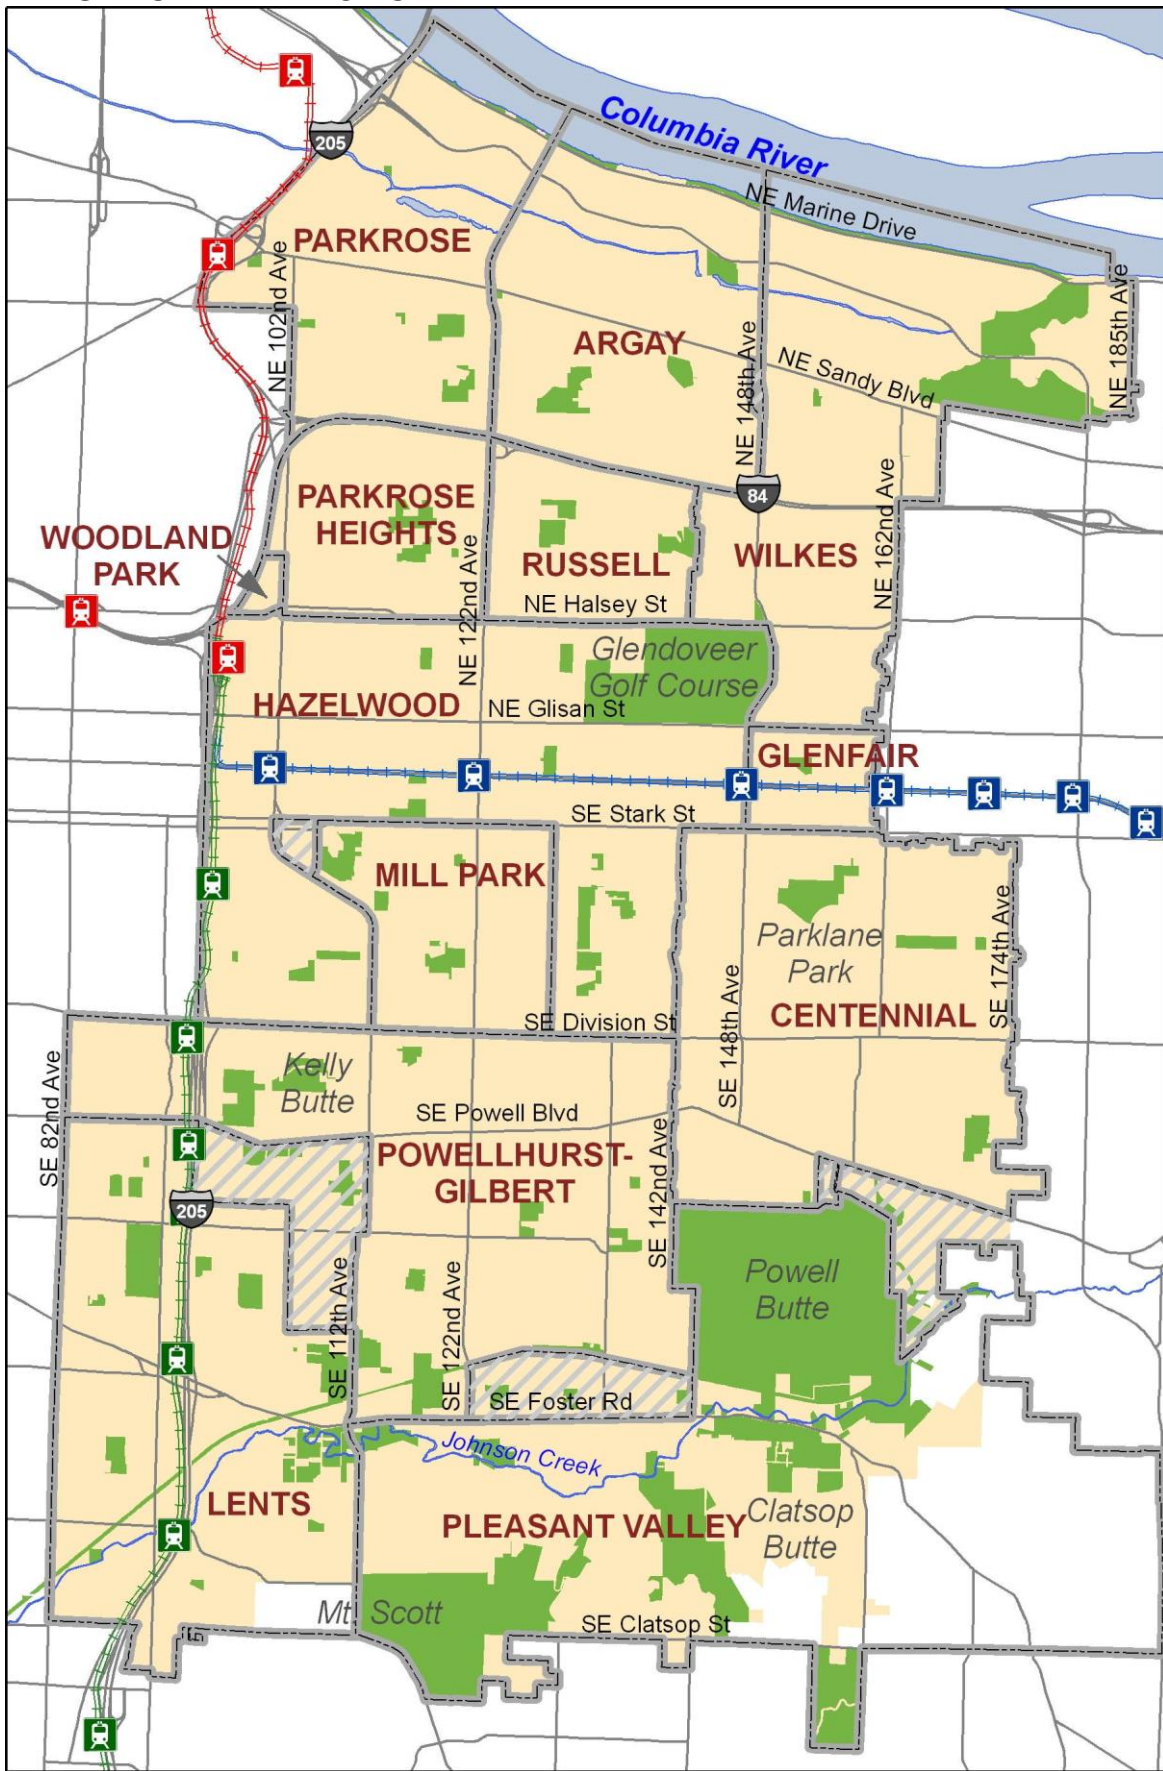 Columbia River
205
NE Marine Drive
PARKROSE
NE 102nd Ave
ARGAY
NE 148th Ave
NE Sandy Blvd
NE 185th Ave
PARKROSE
HEIGHTS
84
WOODLAND
PARK
NE 122nd Ave
RUSSELL
WILKES
NE 162nd Ave
NE Halsey St
Glendoveer
Golf Course
HAZELWOOD
NE Glisan St
GLENFAIR
SE Stark St
MILL PARK
Parklane
Park
SE 174th Ave
CENTENNIAL
SE Division St
SE 148th Ave
Kelly
Butte
SE 82nd Ave
SE Powell Blvd
POWELLHURST-
GILBERT
SE 142nd Ave
205
Powell
Butte
SE 112th Ave
SE 122nd Ave
SE Foster Rd
Johnson Creek
LENTS
PLEASANT VALLEY
Clatsop
Butte
Mt Scott
SE Clatsop St